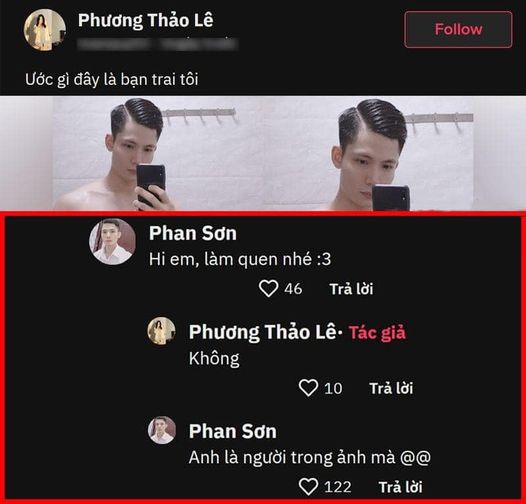 Phương Thảo Lê
Follow
Ước gì đây là bạn trai tôi
Phan Sơn
Hi em, làm quen nhé :3
46 Trả lời
Phương Thảo Lê· Tác giả
Không
10 Trả lời
Phan Sơn
Anh là người trong ảnh mà @@
122 Trả lời